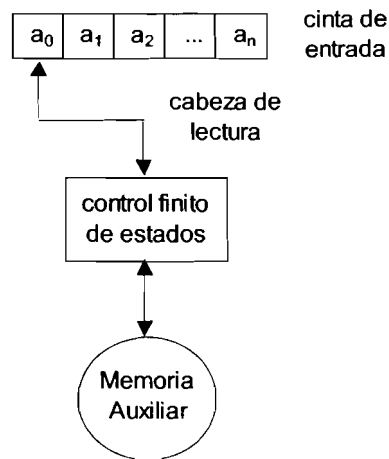 a0 a1 a2 ... an
cinta de
entrada
cabeza de
lectura
control finito
de estados
Memoria
Auxiliar